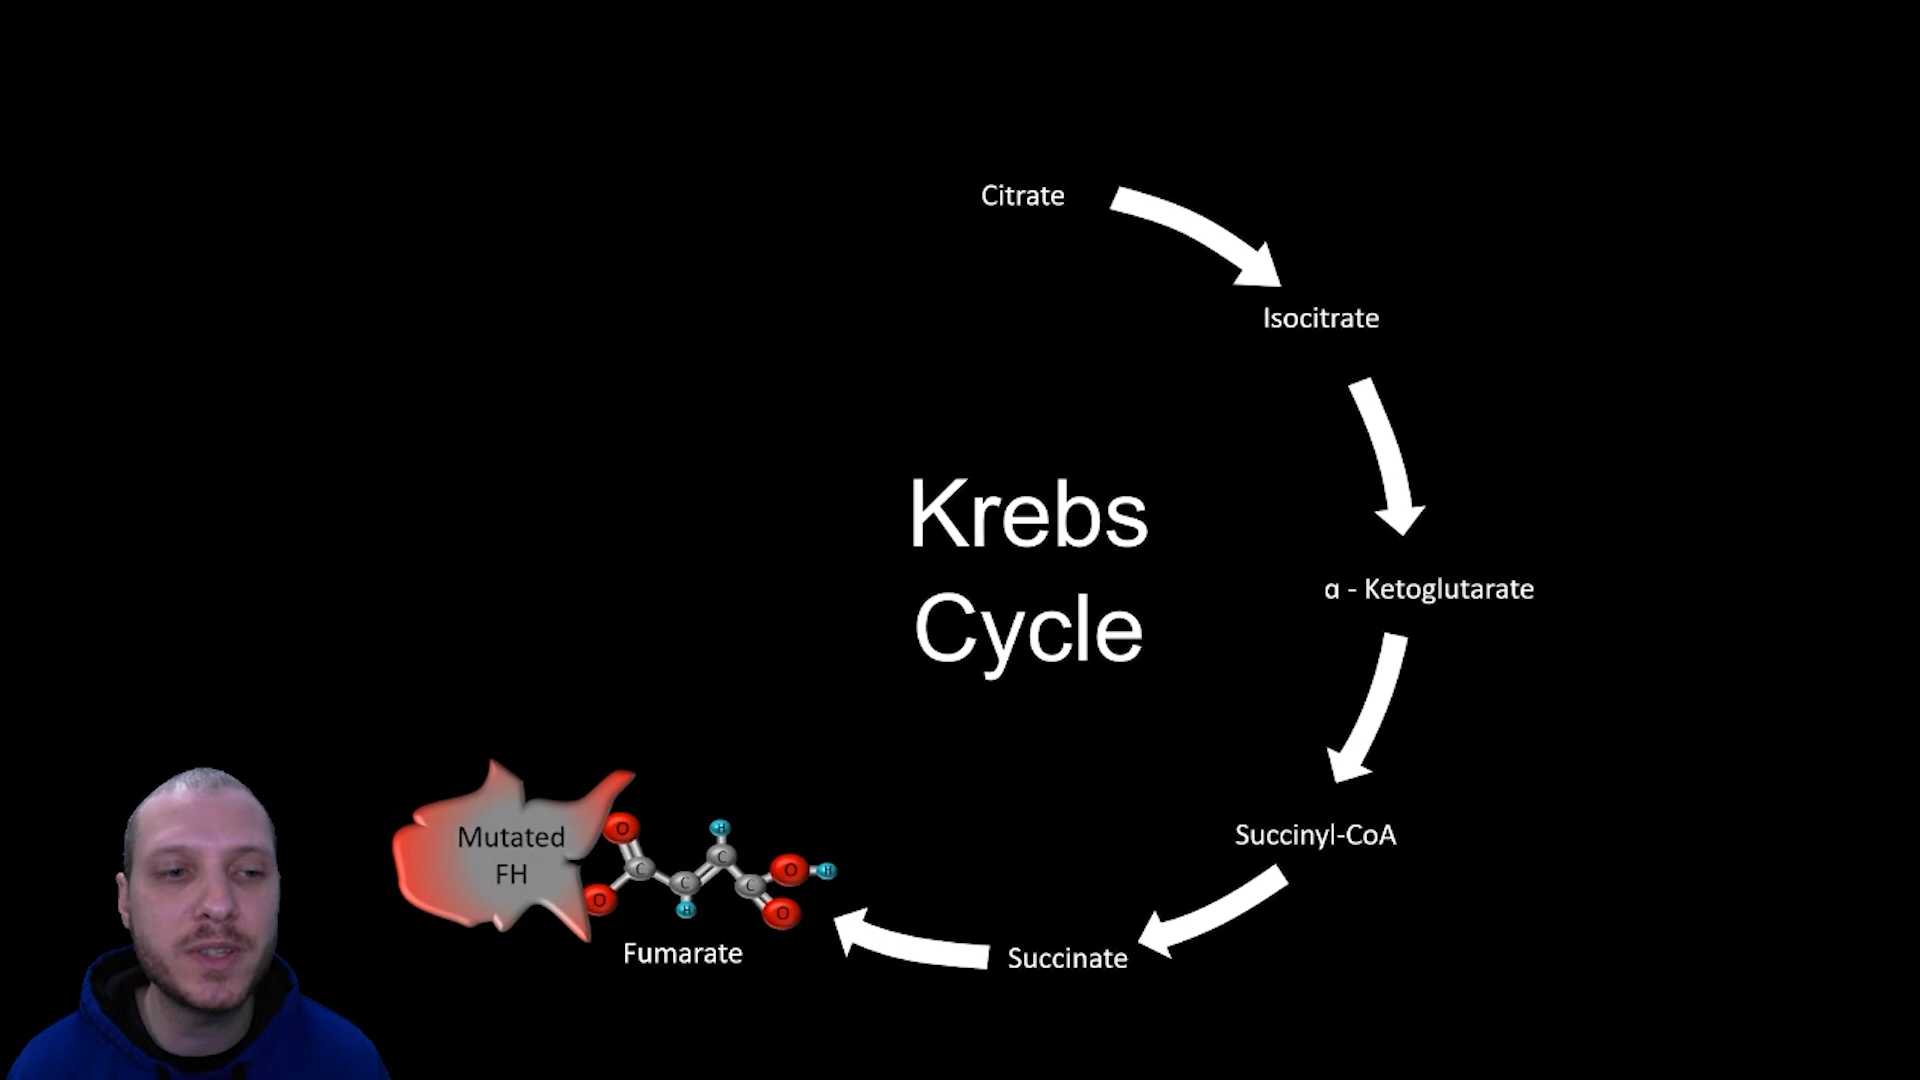 Citrate
Isocitrate
Krebs
Cycle
α - Ketoglutarate
Succinyl-CoA
Mutated
FH
O
H
O
H
C
C
C
C
O
H
O
Fumarate
Succinate